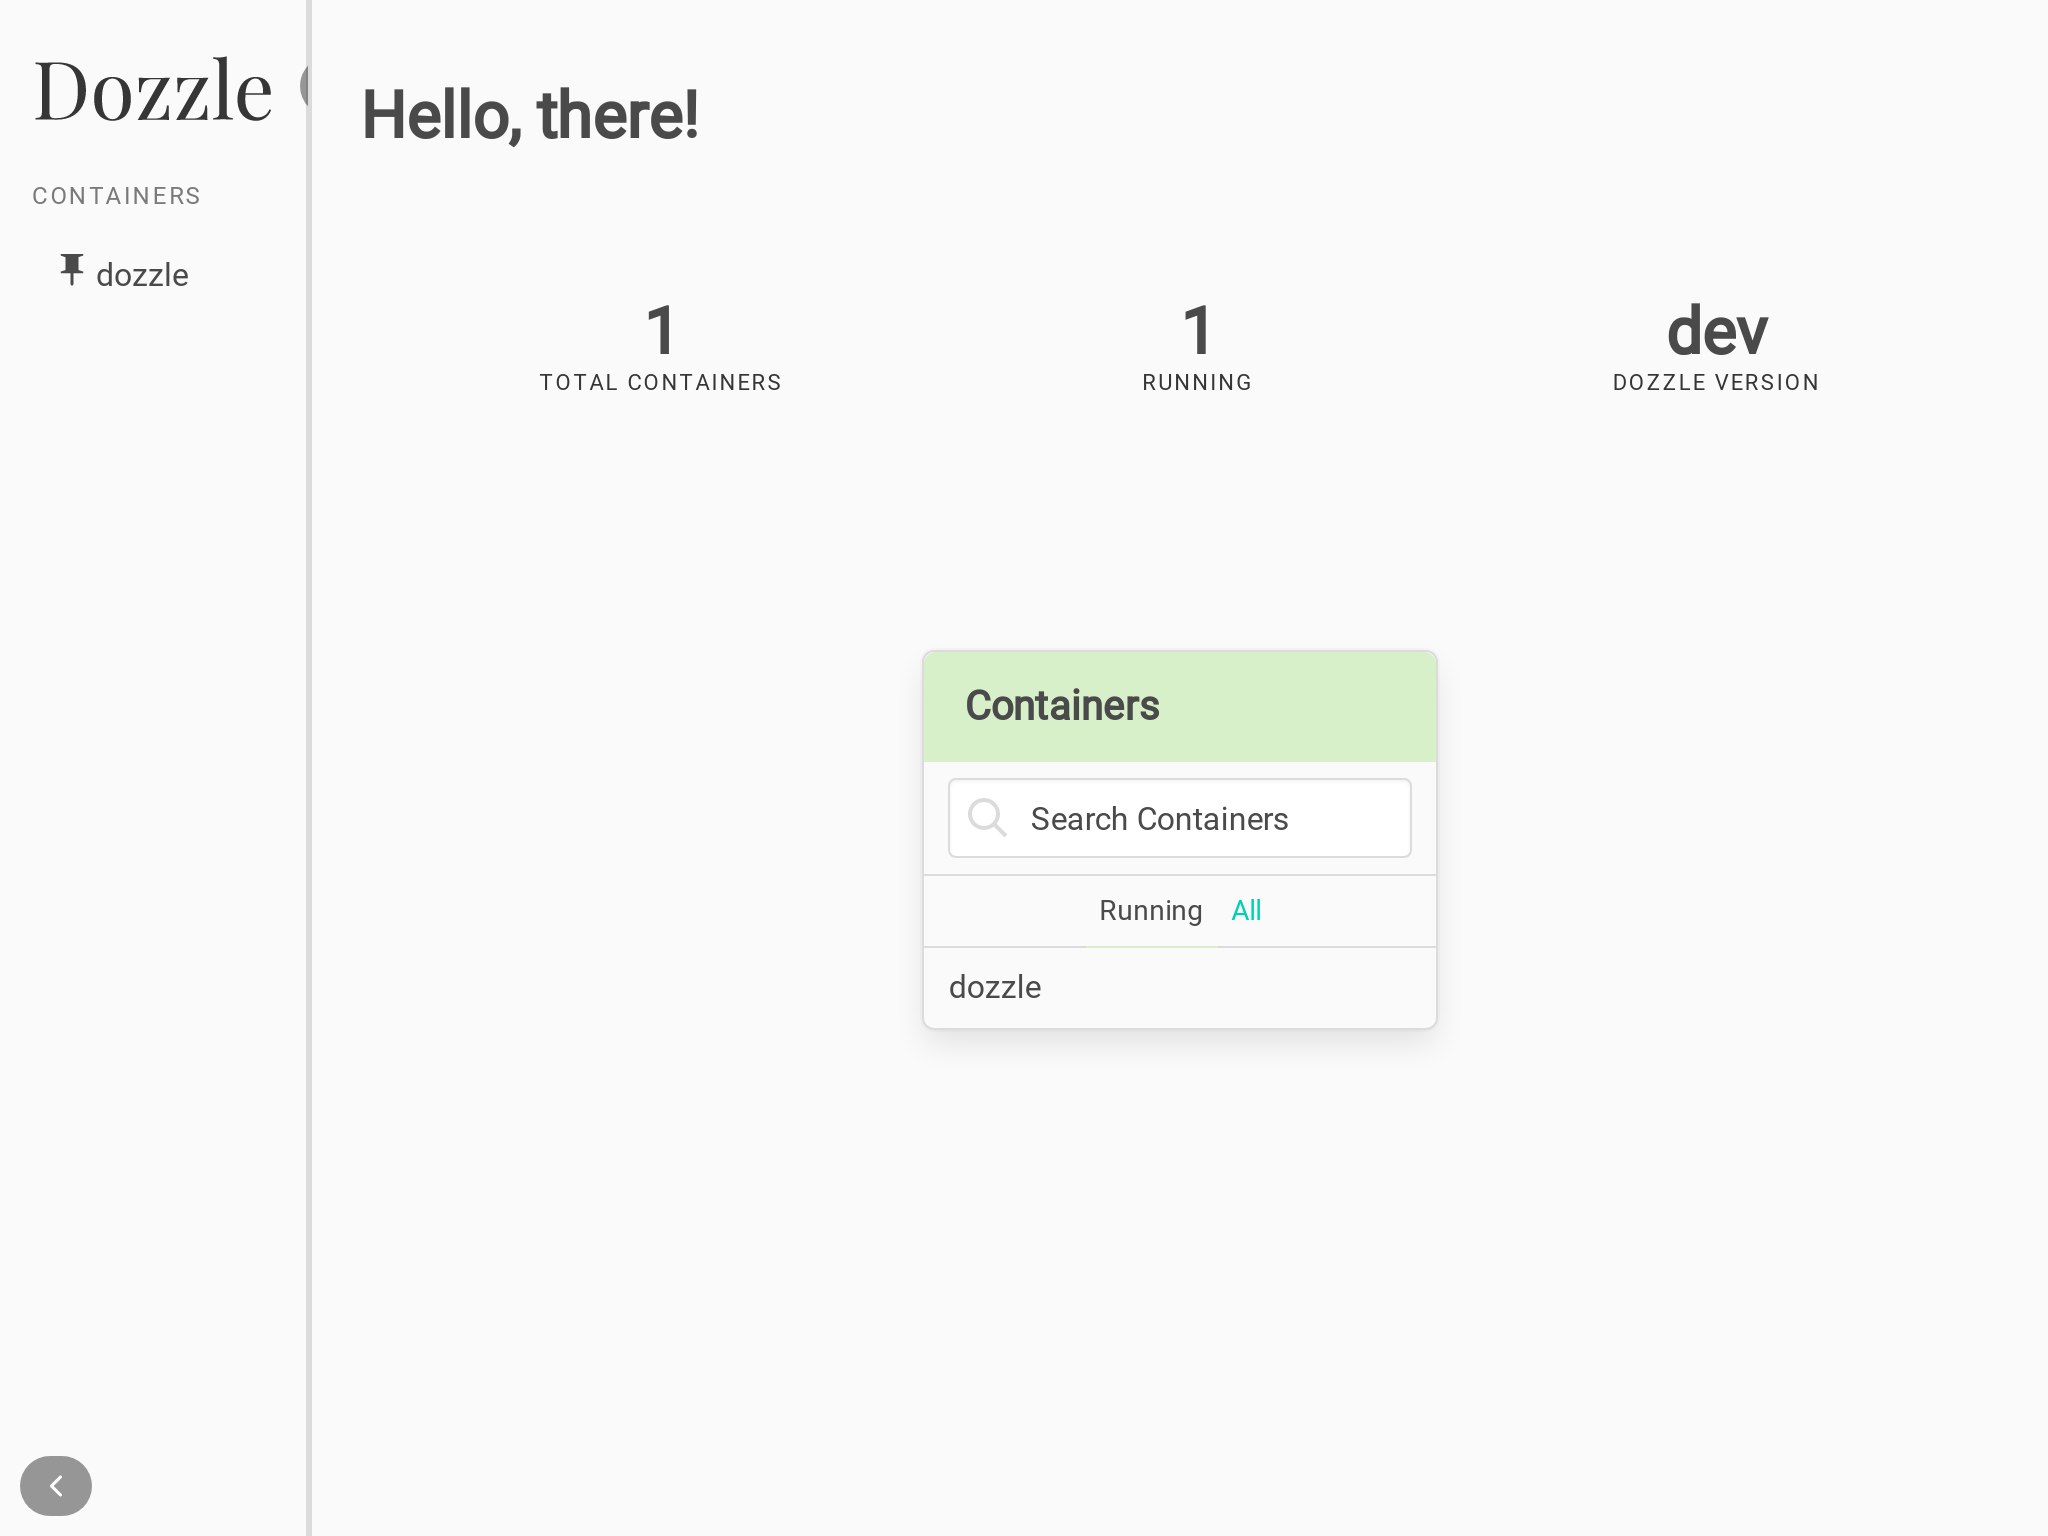 Dozzle
CONTAINERS
dozzle
Hello, there!
1
TOTAL CONTAINERS
1
RUNNING
dev
DOZZLE VERSION
Containers
Search Containers
Running All
dozzle